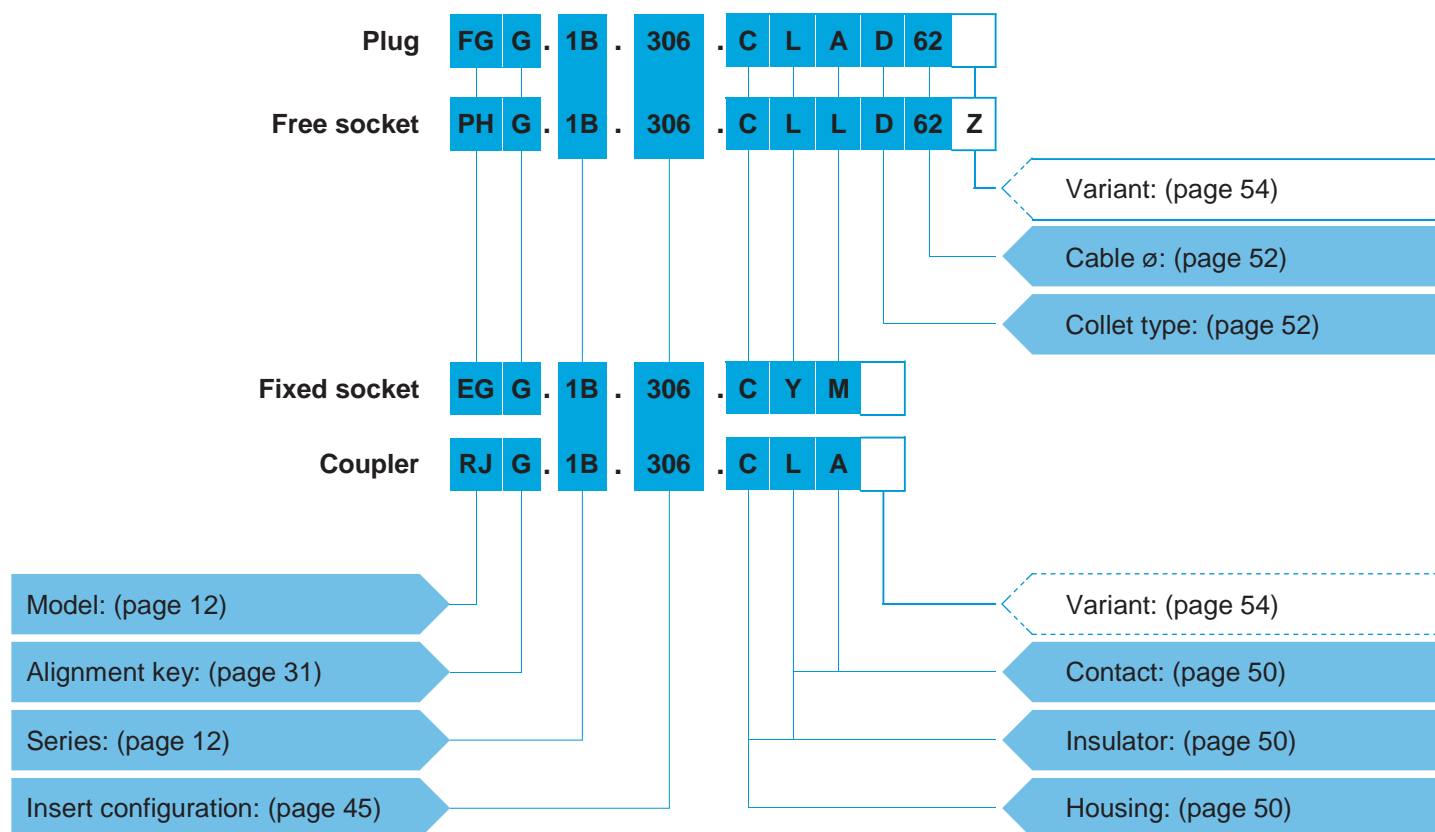 Plug FG G . 1B . 306 . C L A D 62
Free socket PH G . 1B . 306 . C L L D 62 Z
Variant: (page 54)
Cable ø: (page 52)
Collet type: (page 52)
Fixed socket EG G . 1B . 306 . C Y M
Coupler RJ G . 1B . 306 . C L A
Model: (page 12)
Variant: (page 54)
Alignment key: (page 31)
Contact: (page 50)
Series: (page 12)
Insulator: (page 50)
Insert configuration: (page 45)
Housing: (page 50)